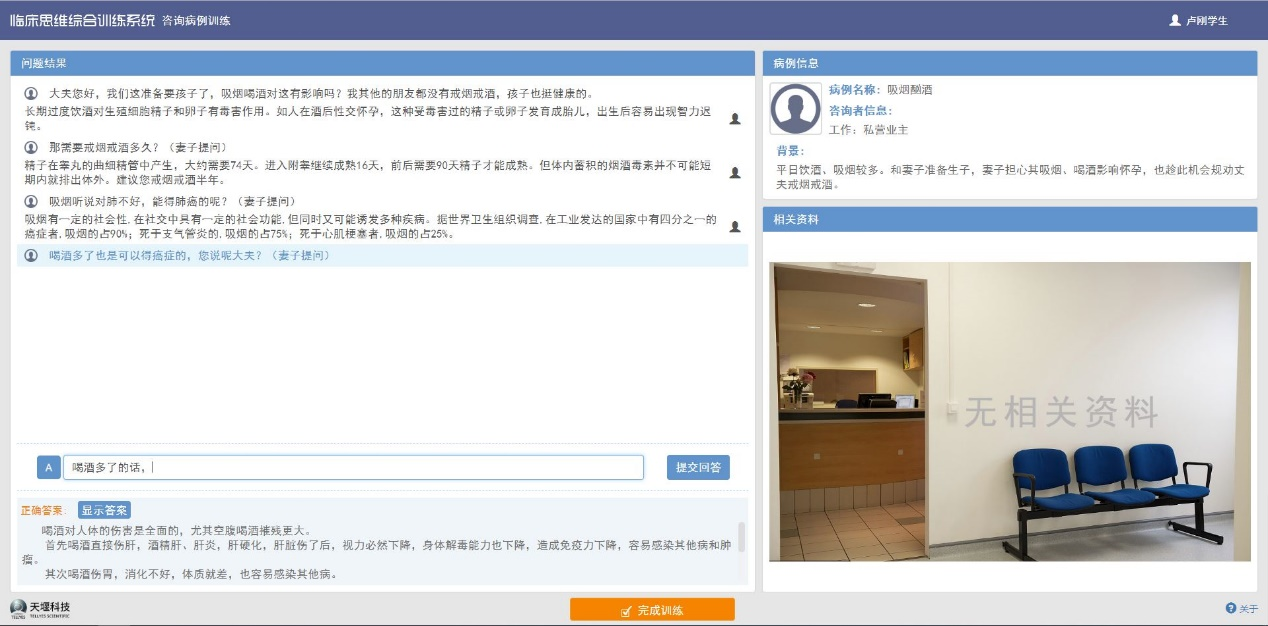 临床思维综合训练系统 咨询病例训练
卢刚学生
问题结果
大夫您好，我们这准备要孩子了，吸烟喝酒对这有影响吗？我其他的朋友都没有戒烟戒酒，孩子也挺健康的。
长期过度饮酒对生殖细胞精子和卵子有毒害作用。如人在酒后性交怀孕，这种受毒害过的精子或卵子发育成胎儿，出生后容易出现智力迟
钝。
那需要戒烟戒酒多久？（妻子提问）
精子在睾丸的曲细精管中产生，大约需要74天。进入附睾继续成熟16天，前后需要90天精子才能成熟。但体内蓄积的烟酒毒素并不可能短
期内就排出体外。建议您戒烟戒酒半年。
吸烟听说对肺不好，能得肺癌的呢？（妻子提问）
吸烟有一定的社会性,在社交中具有一定的社会功能,但同时又可能诱发多种疾病。据世界卫生组织调查,在工业发达的国家中有四分之一的
癌症者,吸烟的占90%；死于支气管炎的,吸烟的占75%；死于心肌梗塞者,吸烟的占25%。
喝酒多了也是可以得癌症的，您说呢大夫？（妻子提问）
A 喝酒多了的话，
提交回答
正确答案： 显示答案
喝酒对人体的伤害是全面的，尤其空腹喝酒摧残更大。
首先喝酒直接伤肝，酒精肝、肝炎，肝硬化，肝脏伤了后，视力必然下降，身体解毒能力也下降，造成免疫力下降，容易感染其他病和肿
瘤。
其次喝酒伤胃，消化不好，体质就差，也容易感染其他病。
病例信息
病例名称：吸烟酗酒
咨询者信息：
工作：私营业主
背景：
平日饮酒、吸烟较多。和妻子准备生子，妻子担心其吸烟、喝酒影响怀孕，也趁此机会规劝丈
夫戒烟戒酒。
相关资料
无相关资料
天堰科技
TELLYES SCIENTIFIC
完成训练
关于